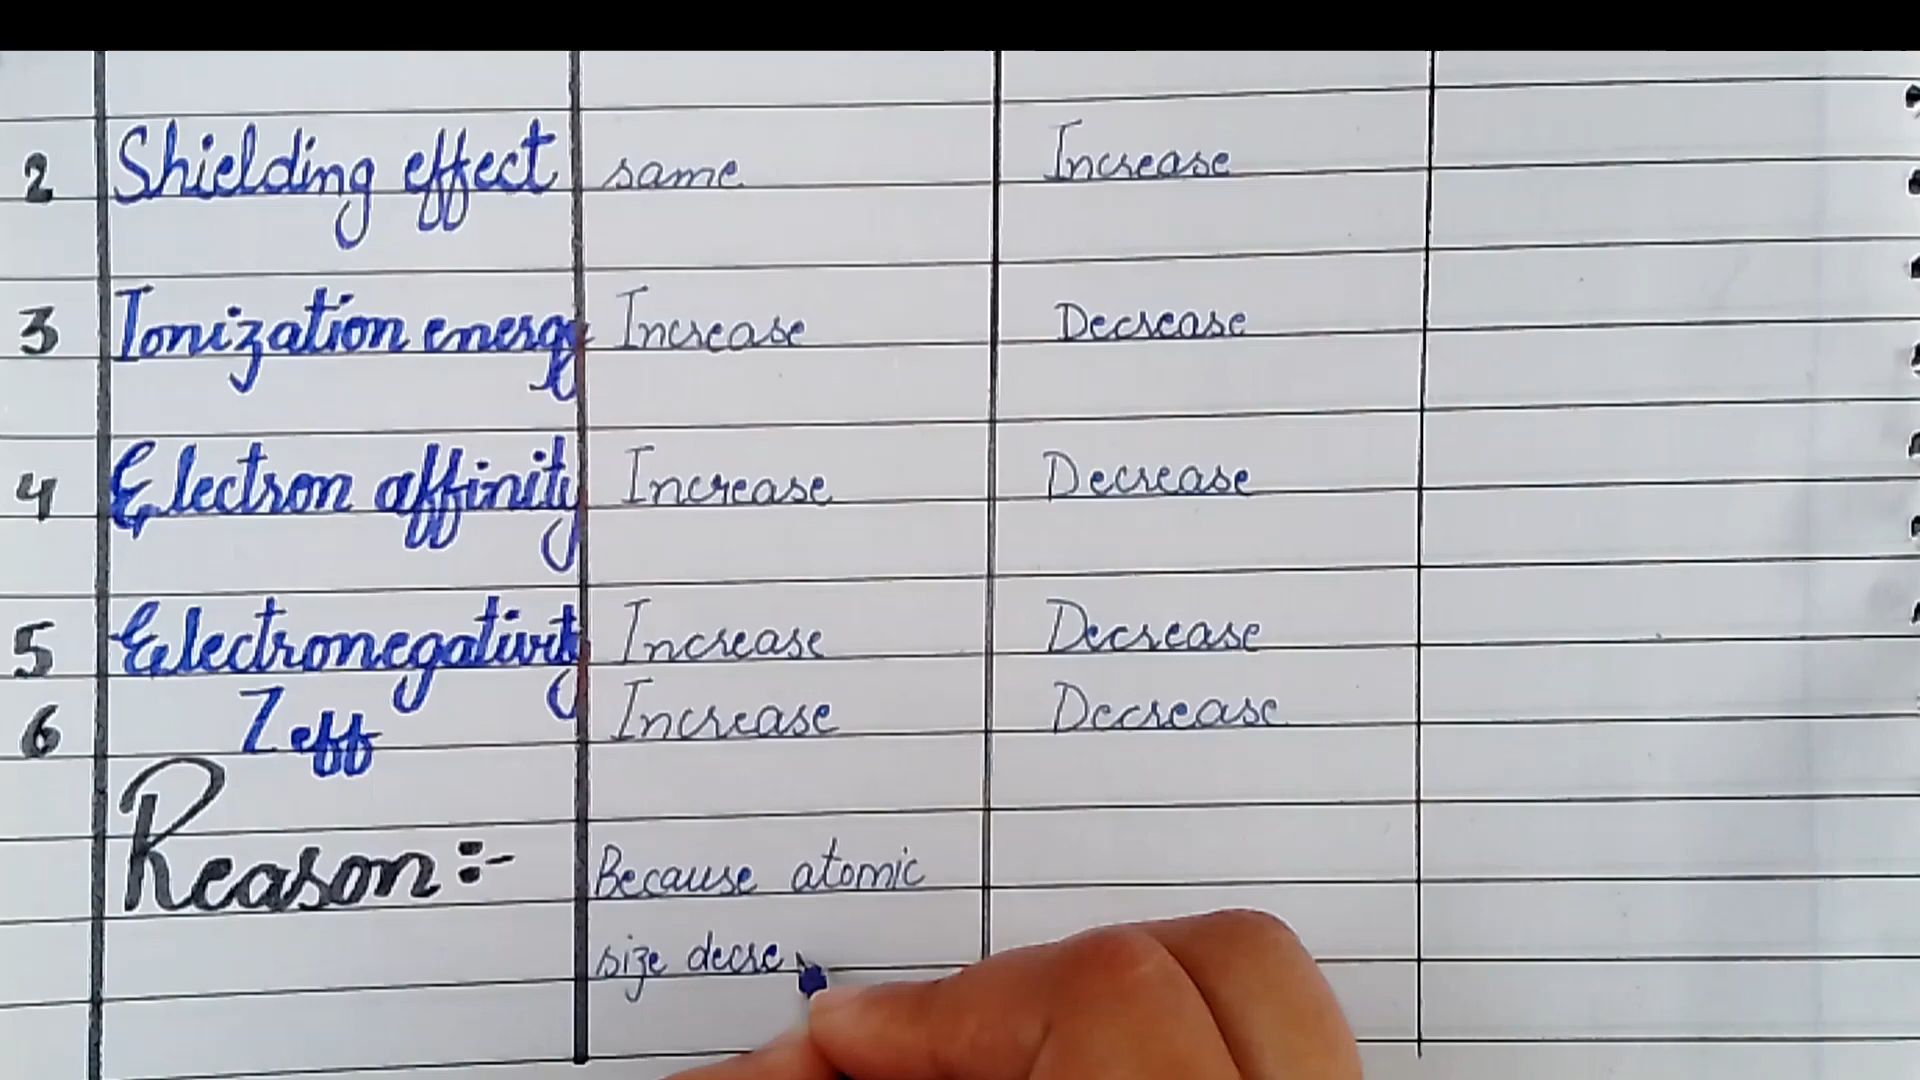 2 Shielding effect same Increase
3 Ionization energy Increase Decrease
4 Electron affinity Increase Decrease
5 Electronegativity Increase Decrease
6 Zeff Increase Decrease
Reason:-
Because atomic
size decre